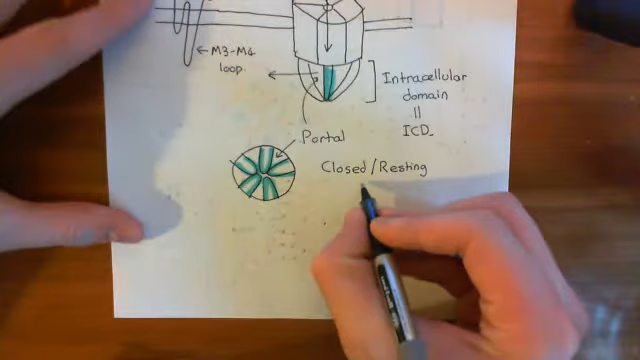 M3-M4
loop
Intracellular
domain
=
ICD
Portal
Closed/Resting